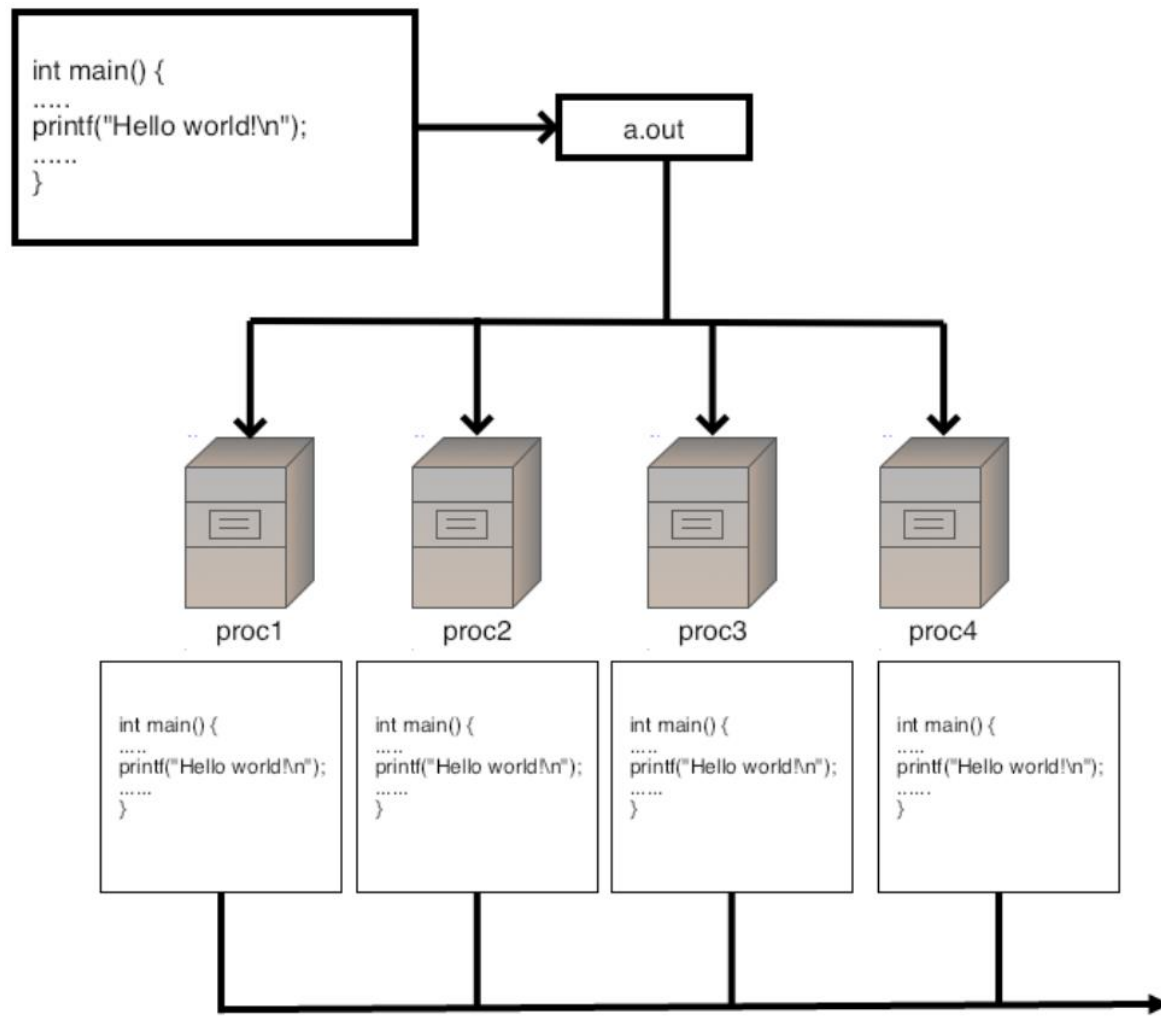 int main() {
.....
printf("Hello world!\n");
......
}
a.out
proc1
proc2
proc3
proc4
int main() {
.....
printf("Hello world!\n");
......
}
int main() {
.....
printf("Hello world!\n");
......
}
int main() {
.....
printf("Hello world!\n");
......
}
int main() {
.....
printf("Hello world!\n");
......
}